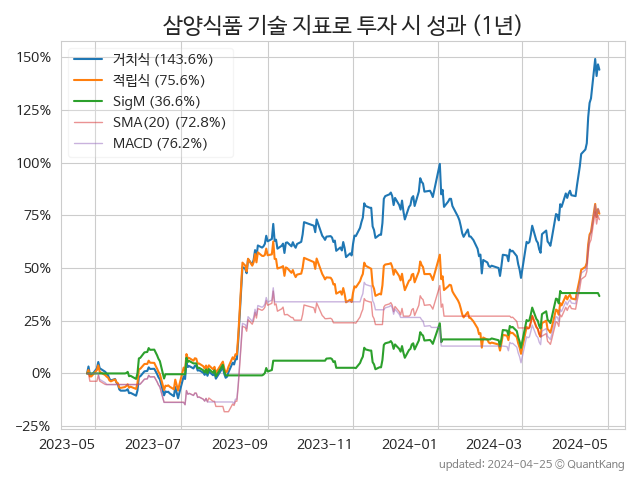 삼양식품 기술 지표로 투자 시 성과 (1년)
거치식 (143.6%)
적립식 (75.6%)
SigM (36.6%)
SMA(20) (72.8%)
MACD (76.2%)
150%
125%
100%
75%
50%
25%
0%
−25%
2023-05 2023-07 2023-09 2023-11 2024-01 2024-03 2024-05
updated: 2024-04-25 © QuantKang